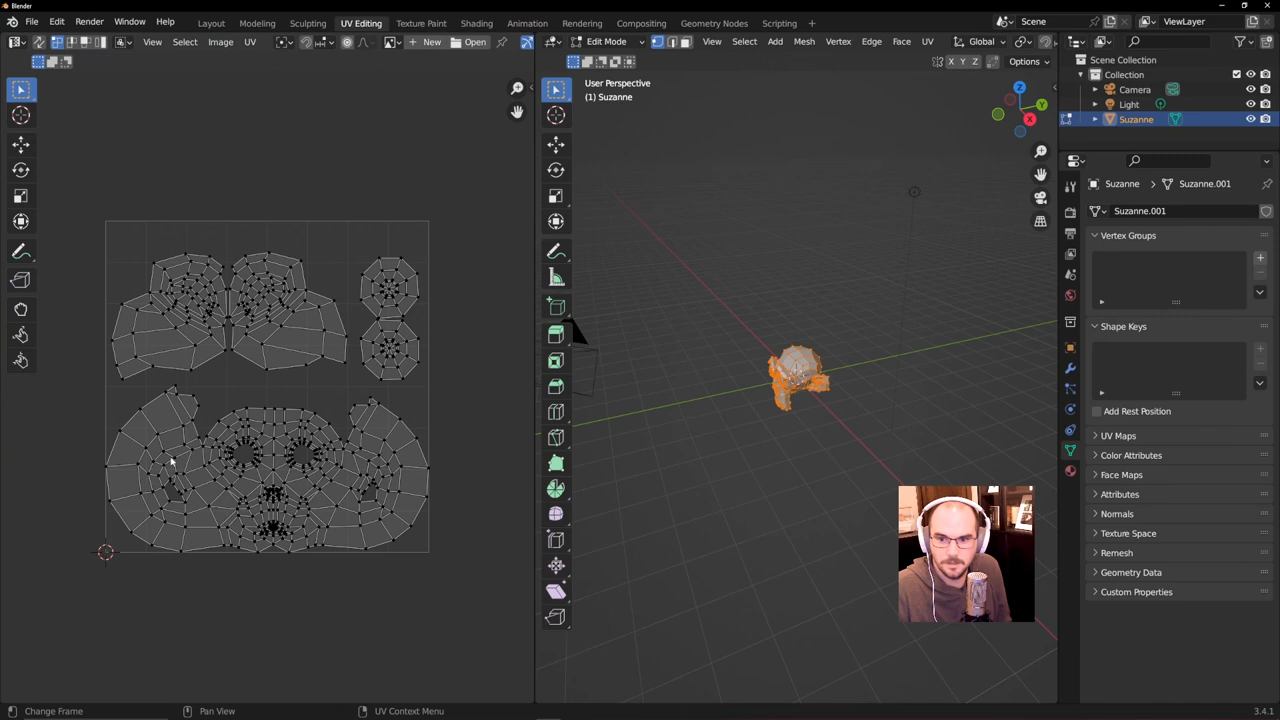 Blender
File Edit Render Window Help Layout Modeling Sculpting UV Editing Texture Paint Shading Animation Rendering Compositing Geometry Nodes Scripting + Scene ViewLayer
View Select Image UV + New Open Edit Mode View Select Add Mesh Vertex Edge Face UV Global
X Y Z Options
User Perspective
(1) Suzanne
Z
Y
X
Scene Collection
Collection
Camera
Light
Suzanne
Suzanne > Suzanne.001
Suzanne.001
Vertex Groups
Shape Keys
Add Rest Position
UV Maps
Color Attributes
Face Maps
Attributes
Normals
Texture Space
Remesh
Geometry Data
Custom Properties
Change Frame Pan View UV Context Menu 3.4.1